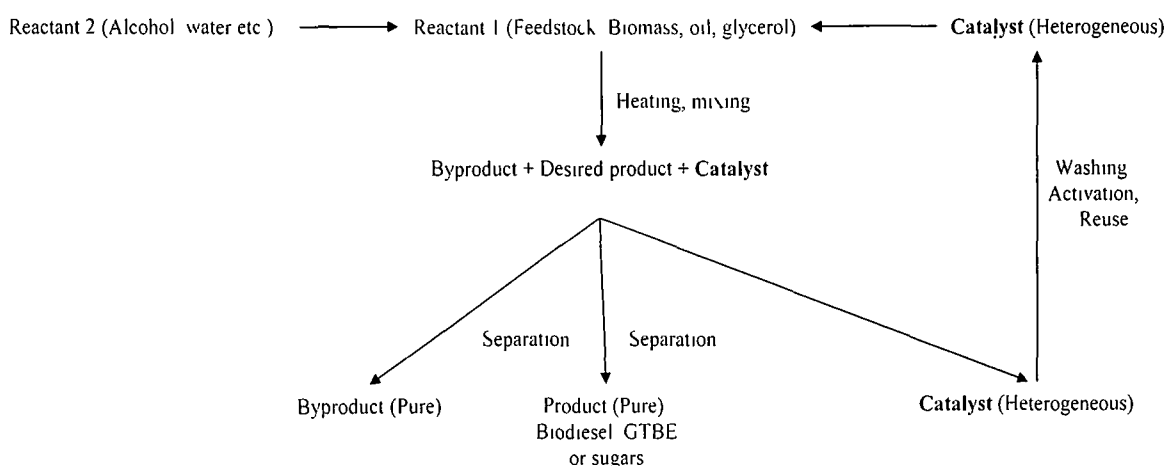 Reactant 2 (Alcohol water etc )
Reactant 1 (Feedstock Biomass, oil, glycerol)
Catalyst (Heterogeneous)
Heating, mixing
Byproduct + Desired product + Catalyst
Washing
Activation,
Reuse
Separation
Separation
Byproduct (Pure)
Product (Pure)
Biodiesel GTBE
or sugars
Catalyst (Heterogeneous)